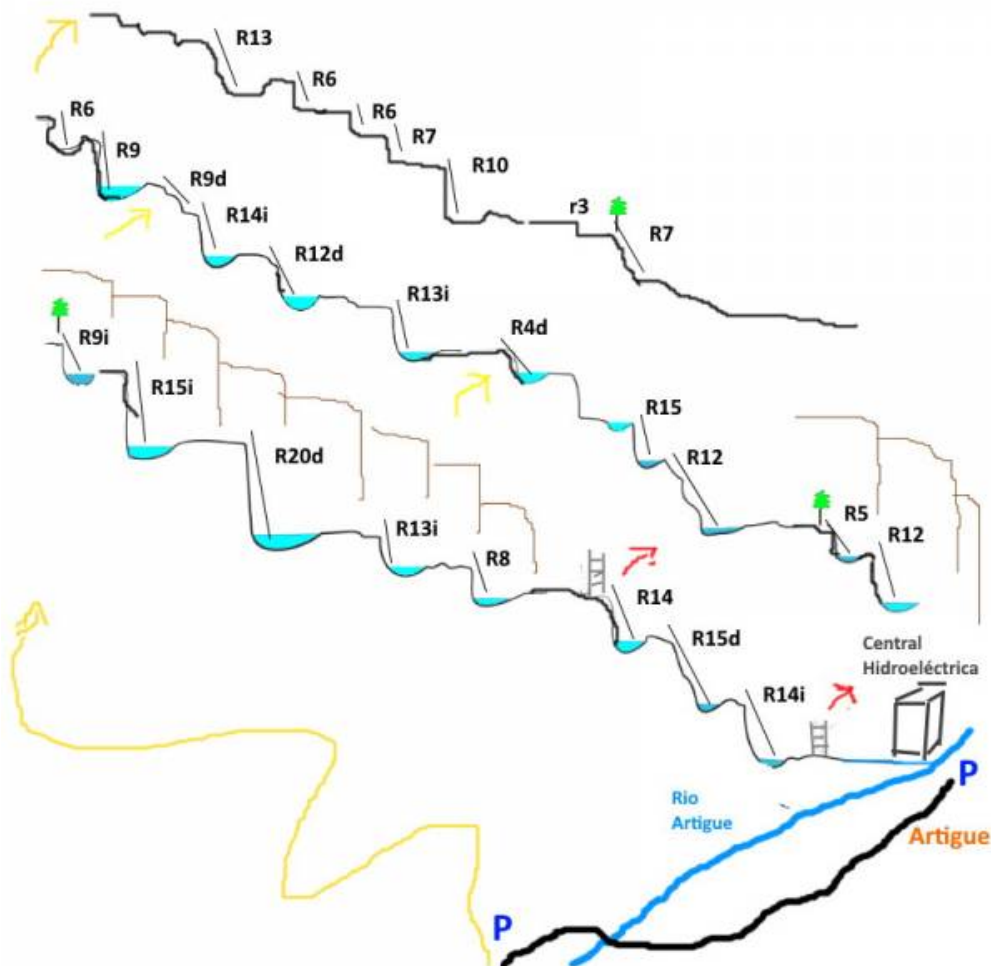 R13
R6
R6
R7
R10
r3
R7
R6
R9
R9d
R14i
R12d
R13i
R4d
R15
R12
R5
R12
R9i
R15i
R20d
R13i
R8
R14
R15d
R14i
Central
Hidroeléctrica
P
Rio
Artigue
Artigue
P